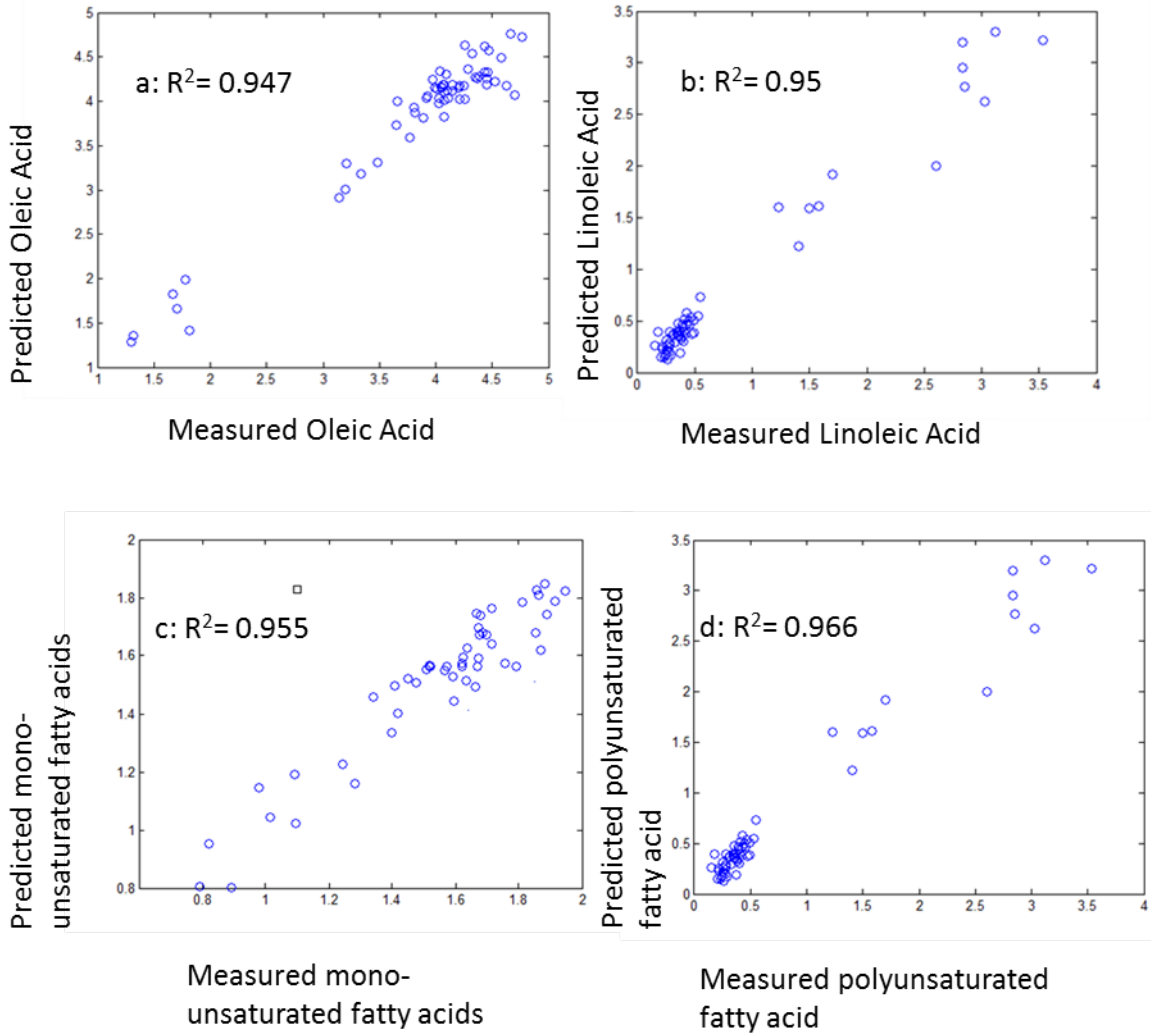 5
4.5
4
3.5
3
2.5
2
1.5
1
a: R²= 0.947
1 1.5 2 2.5 3 3.5 4 4.5 5
Predicted Oleic Acid
Measured Oleic Acid
3.5
3
2.5
2
1.5
1
0.5
0
b: R²= 0.95
0 0.5 1 1.5 2 2.5 3 3.5 4
Predicted Linoleic Acid
Measured Linoleic Acid
2
1.8
1.6
1.4
1.2
1
0.8
c: R²= 0.955
0.8 1 1.2 1.4 1.6 1.8 2
Predicted mono-
unsaturated fatty acids
Measured mono-
unsaturated fatty acids
3.5
3
2.5
2
1.5
1
0.5
0
d: R²= 0.966
0 0.5 1 1.5 2 2.5 3 3.5 4
Predicted polyunsaturated
fatty acid
Measured polyunsaturated
fatty acid